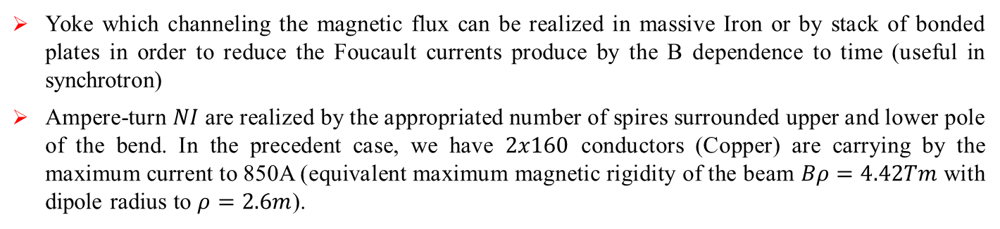 ➢ Yoke which channeling the magnetic flux can be realized in massive Iron or by stack of bonded
plates in order to reduce the Foucault currents produce by the B dependence to time (useful in
synchrotron)
➢ Ampere-turn 𝑁𝐼 are realized by the appropriated number of spires surrounded upper and lower pole
of the bend. In the precedent case, we have 2𝑥160 conductors (Copper) are carrying by the
maximum current to 850A (equivalent maximum magnetic rigidity of the beam 𝐵𝜌 = 4.42𝑇𝑚 with
dipole radius to 𝜌 = 2.6𝑚).